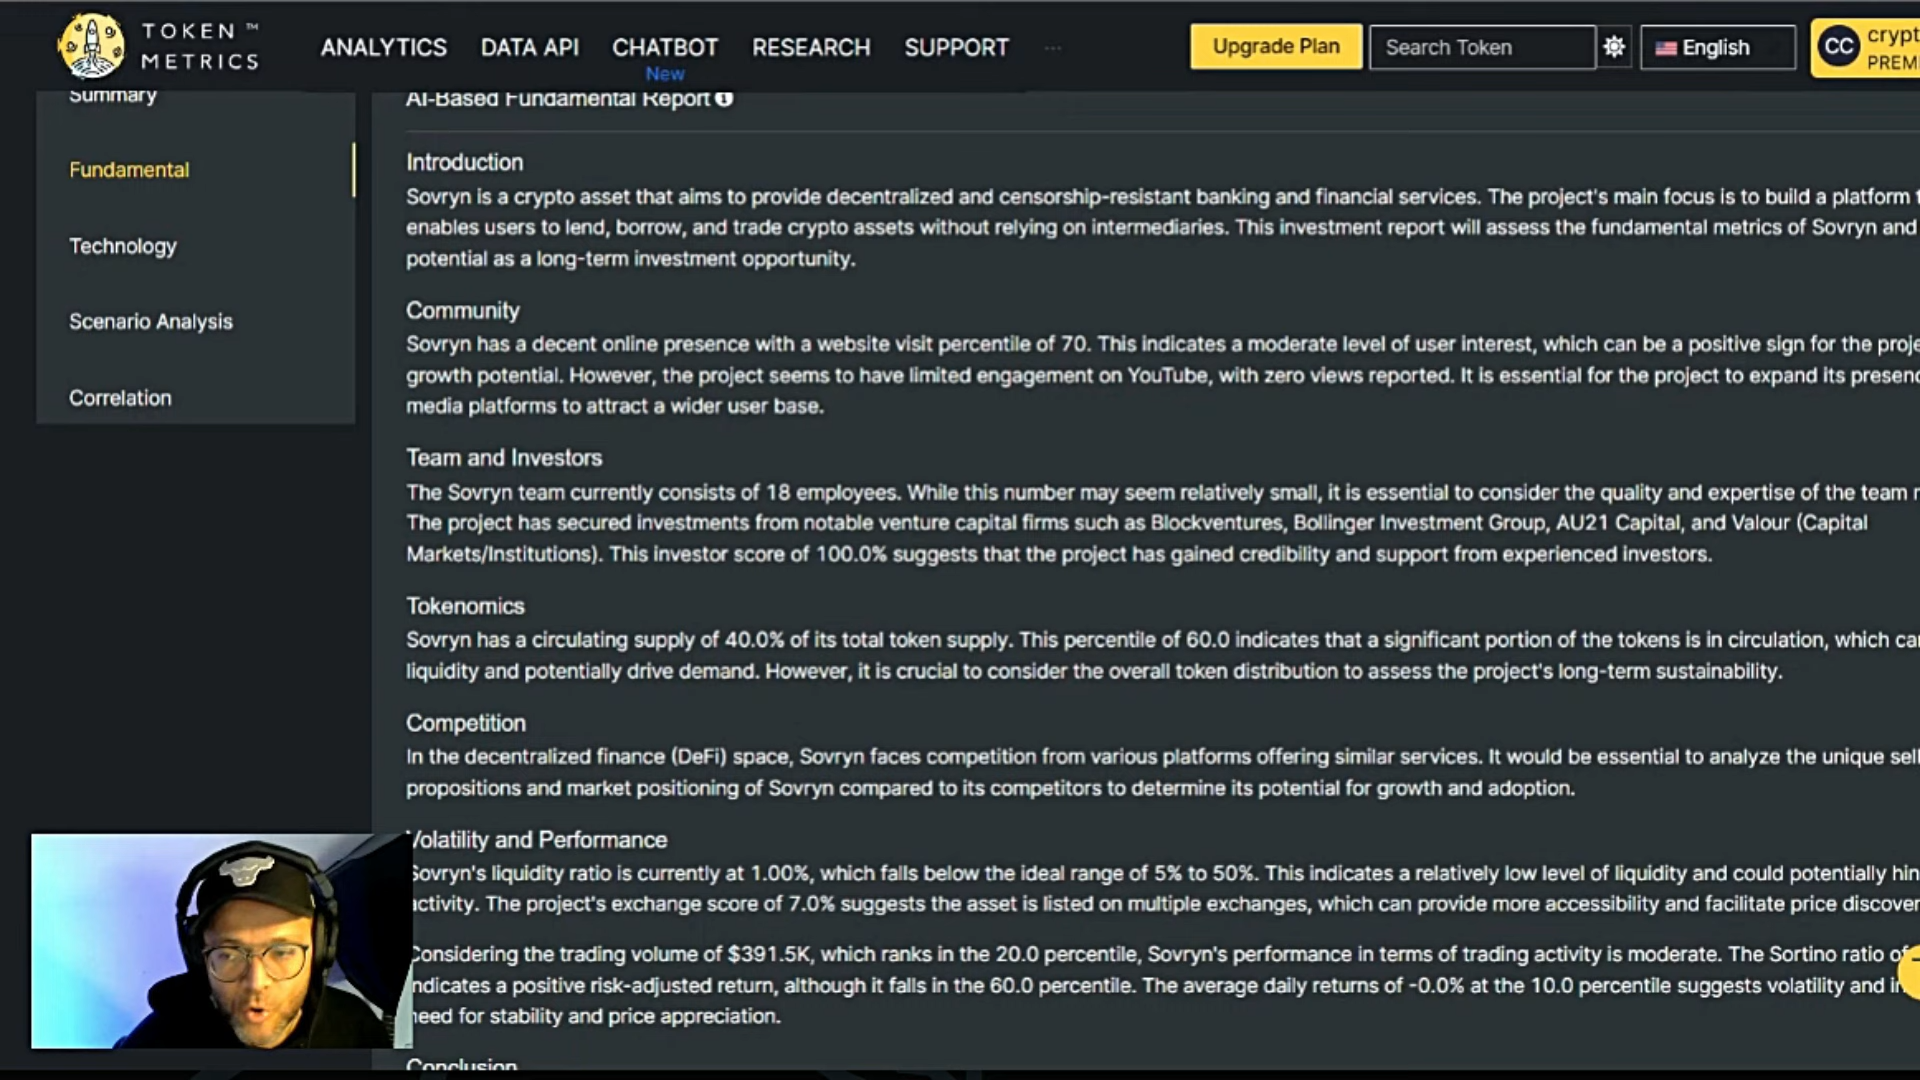 TOKEN ™
METRICS
ANALYTICS
DATA API
CHATBOT
New
RESEARCH
SUPPORT
...
Upgrade Plan
Search Token
English
CC
crypt
PREMI
Summary
Fundamental
Technology
Scenario Analysis
Correlation
AI-Based Fundamental Report
Introduction
Sovryn is a crypto asset that aims to provide decentralized and censorship-resistant banking and financial services. The project's main focus is to build a platform
enables users to lend, borrow, and trade crypto assets without relying on intermediaries. This investment report will assess the fundamental metrics of Sovryn and
potential as a long-term investment opportunity.
Community
Sovryn has a decent online presence with a website visit percentile of 70. This indicates a moderate level of user interest, which can be a positive sign for the proje
growth potential. However, the project seems to have limited engagement on YouTube, with zero views reported. It is essential for the project to expand its presenc
media platforms to attract a wider user base.
Team and Investors
The Sovryn team currently consists of 18 employees. While this number may seem relatively small, it is essential to consider the quality and expertise of the team
The project has secured investments from notable venture capital firms such as Blockventures, Bollinger Investment Group, AU21 Capital, and Valour (Capital
Markets/Institutions). This investor score of 100.0% suggests that the project has gained credibility and support from experienced investors.
Tokenomics
Sovryn has a circulating supply of 40.0% of its total token supply. This percentile of 60.0 indicates that a significant portion of the tokens is in circulation, which ca
liquidity and potentially drive demand. However, it is crucial to consider the overall token distribution to assess the project's long-term sustainability.
Competition
In the decentralized finance (DeFi) space, Sovryn faces competition from various platforms offering similar services. It would be essential to analyze the unique sel
propositions and market positioning of Sovryn compared to its competitors to determine its potential for growth and adoption.
Volatility and Performance
Sovryn's liquidity ratio is currently at 1.00%, which falls below the ideal range of 5% to 50%. This indicates a relatively low level of liquidity and could potentially hin
activity. The project's exchange score of 7.0% suggests the asset is listed on multiple exchanges, which can provide more accessibility and facilitate price discover
Considering the trading volume of $391.5K, which ranks in the 20.0 percentile, Sovryn's performance in terms of trading activity is moderate. The Sortino ratio of
indicates a positive risk-adjusted return, although it falls in the 60.0 percentile. The average daily returns of -0.0% at the 10.0 percentile suggests volatility and
need for stability and price appreciation.
Conclusion